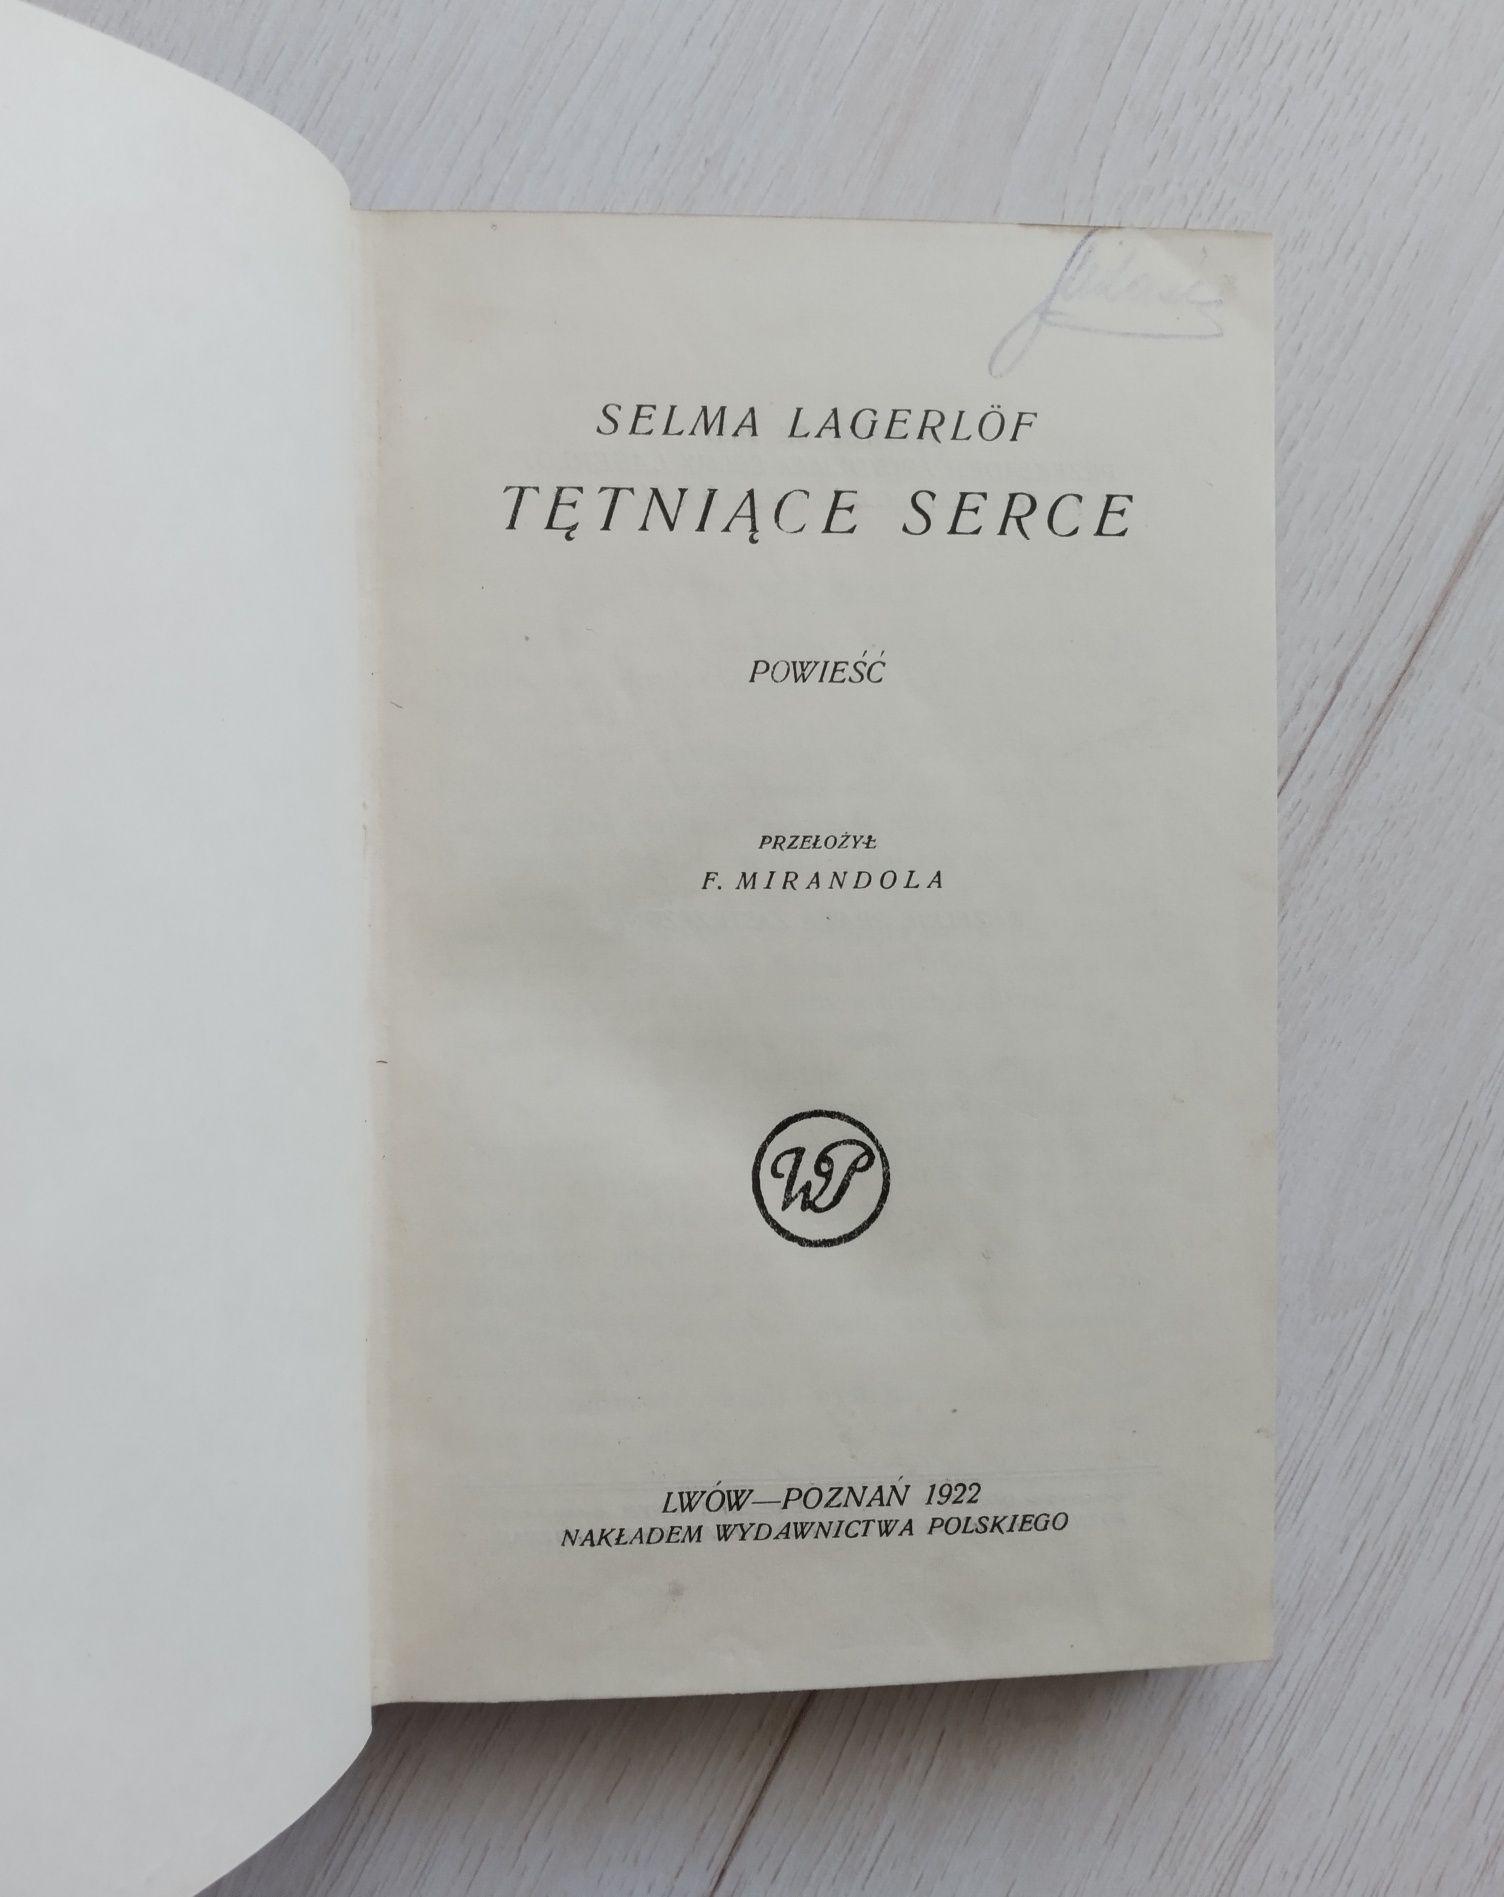 SELMA LAGERLÖF
TĘTNIĄCE SERCE
POWIEŚĆ
PRZEŁOŻYŁ
F. MIRANDOLA
WP
LWÓW—POZNAŃ 1922
NAKŁADEM WYDAWNICTWA POLSKIEGO